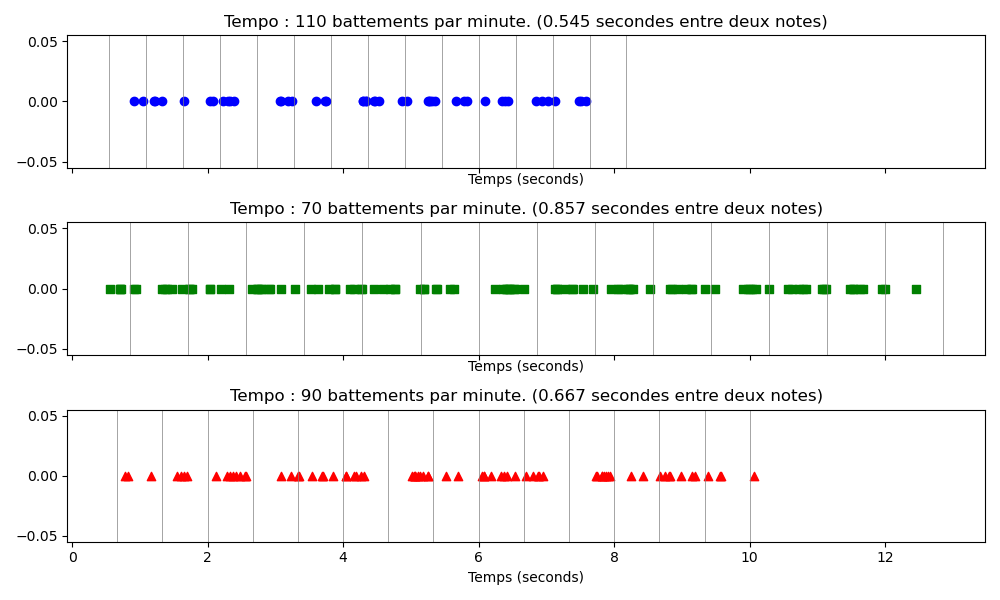 Tempo : 110 battements par minute. (0.545 secondes entre deux notes)
0.05
0.00
−0.05
Temps (seconds)
Tempo : 70 battements par minute. (0.857 secondes entre deux notes)
0.05
0.00
−0.05
Temps (seconds)
Tempo : 90 battements par minute. (0.667 secondes entre deux notes)
0.05
0.00
−0.05
0 2 4 6 8 10 12
Temps (seconds)